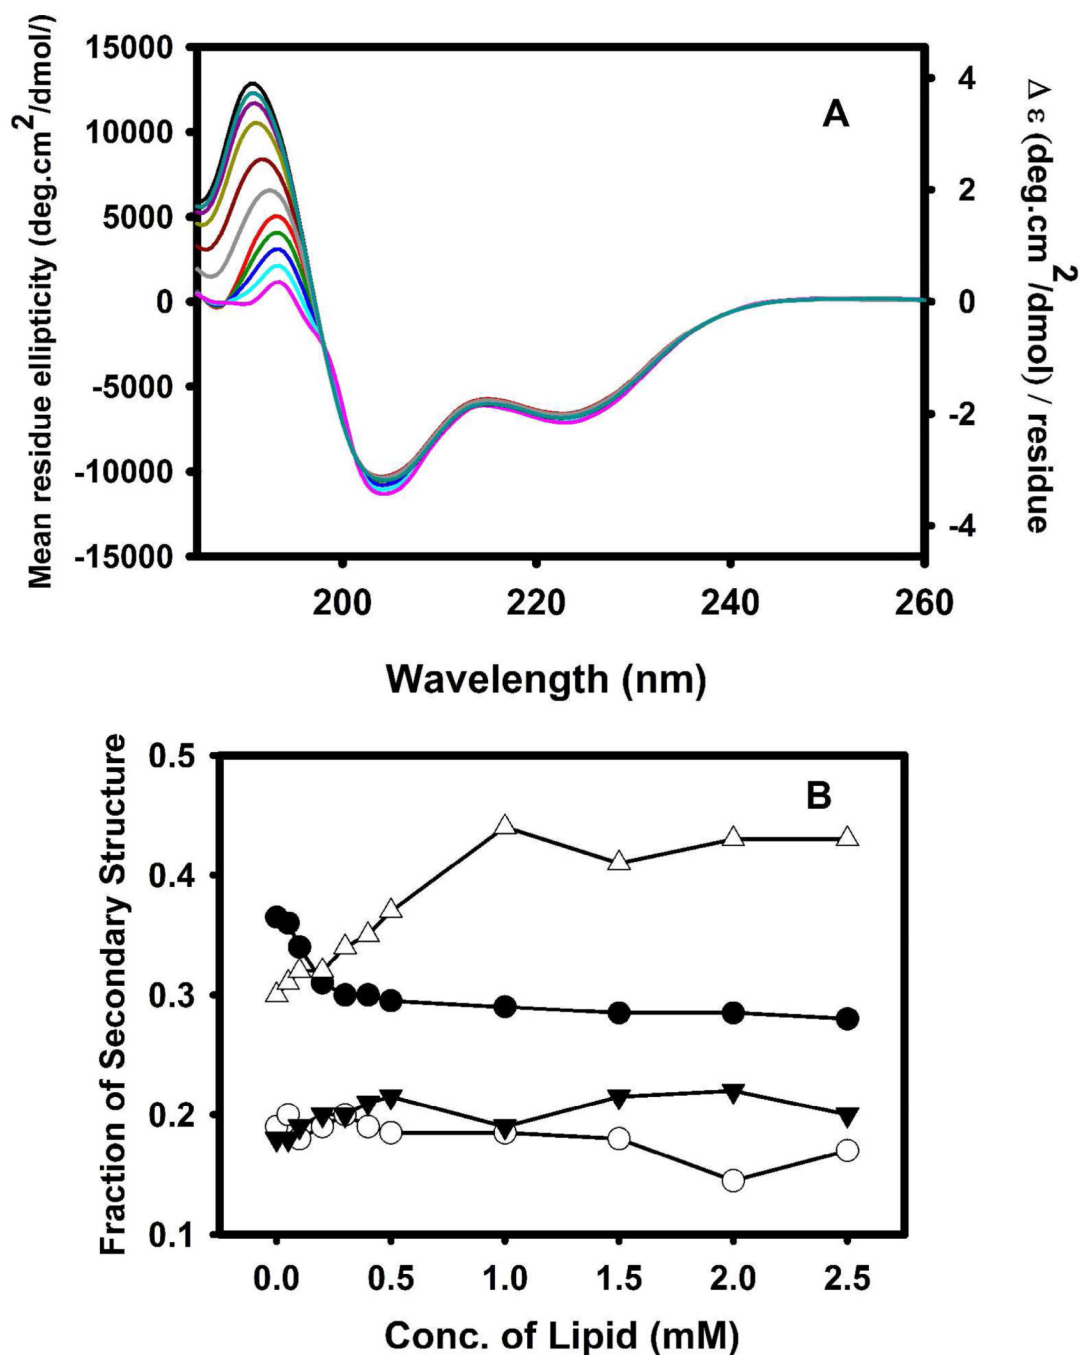 Mean residue ellipticity (deg.cm2/dmol/)
15000
10000
5000
0
-5000
-10000
-15000
A
4
2
0
-2
-4
Δ ε (deg.cm2/dmol) / residue
200 220 240 260
Wavelength (nm)
Fraction of Secondary Structure
0.5
0.4
0.3
0.2
0.1
B
0.0 0.5 1.0 1.5 2.0 2.5
Conc. of Lipid (mM)